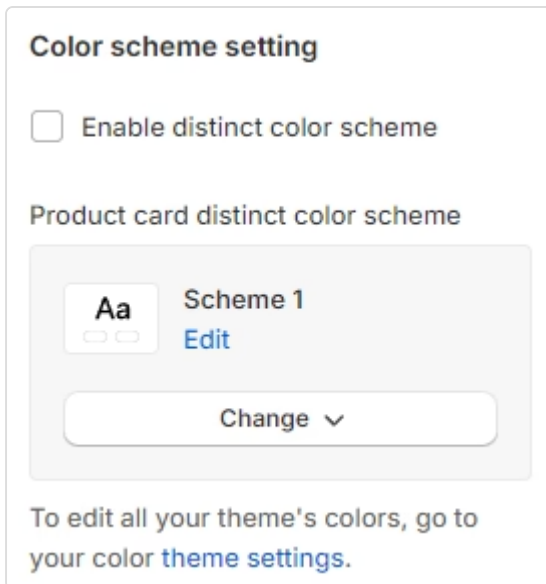 Color scheme setting
Enable distinct color scheme
Product card distinct color scheme
Aa
Scheme 1
Edit
Change
To edit all your theme's colors, go to
your color theme settings.